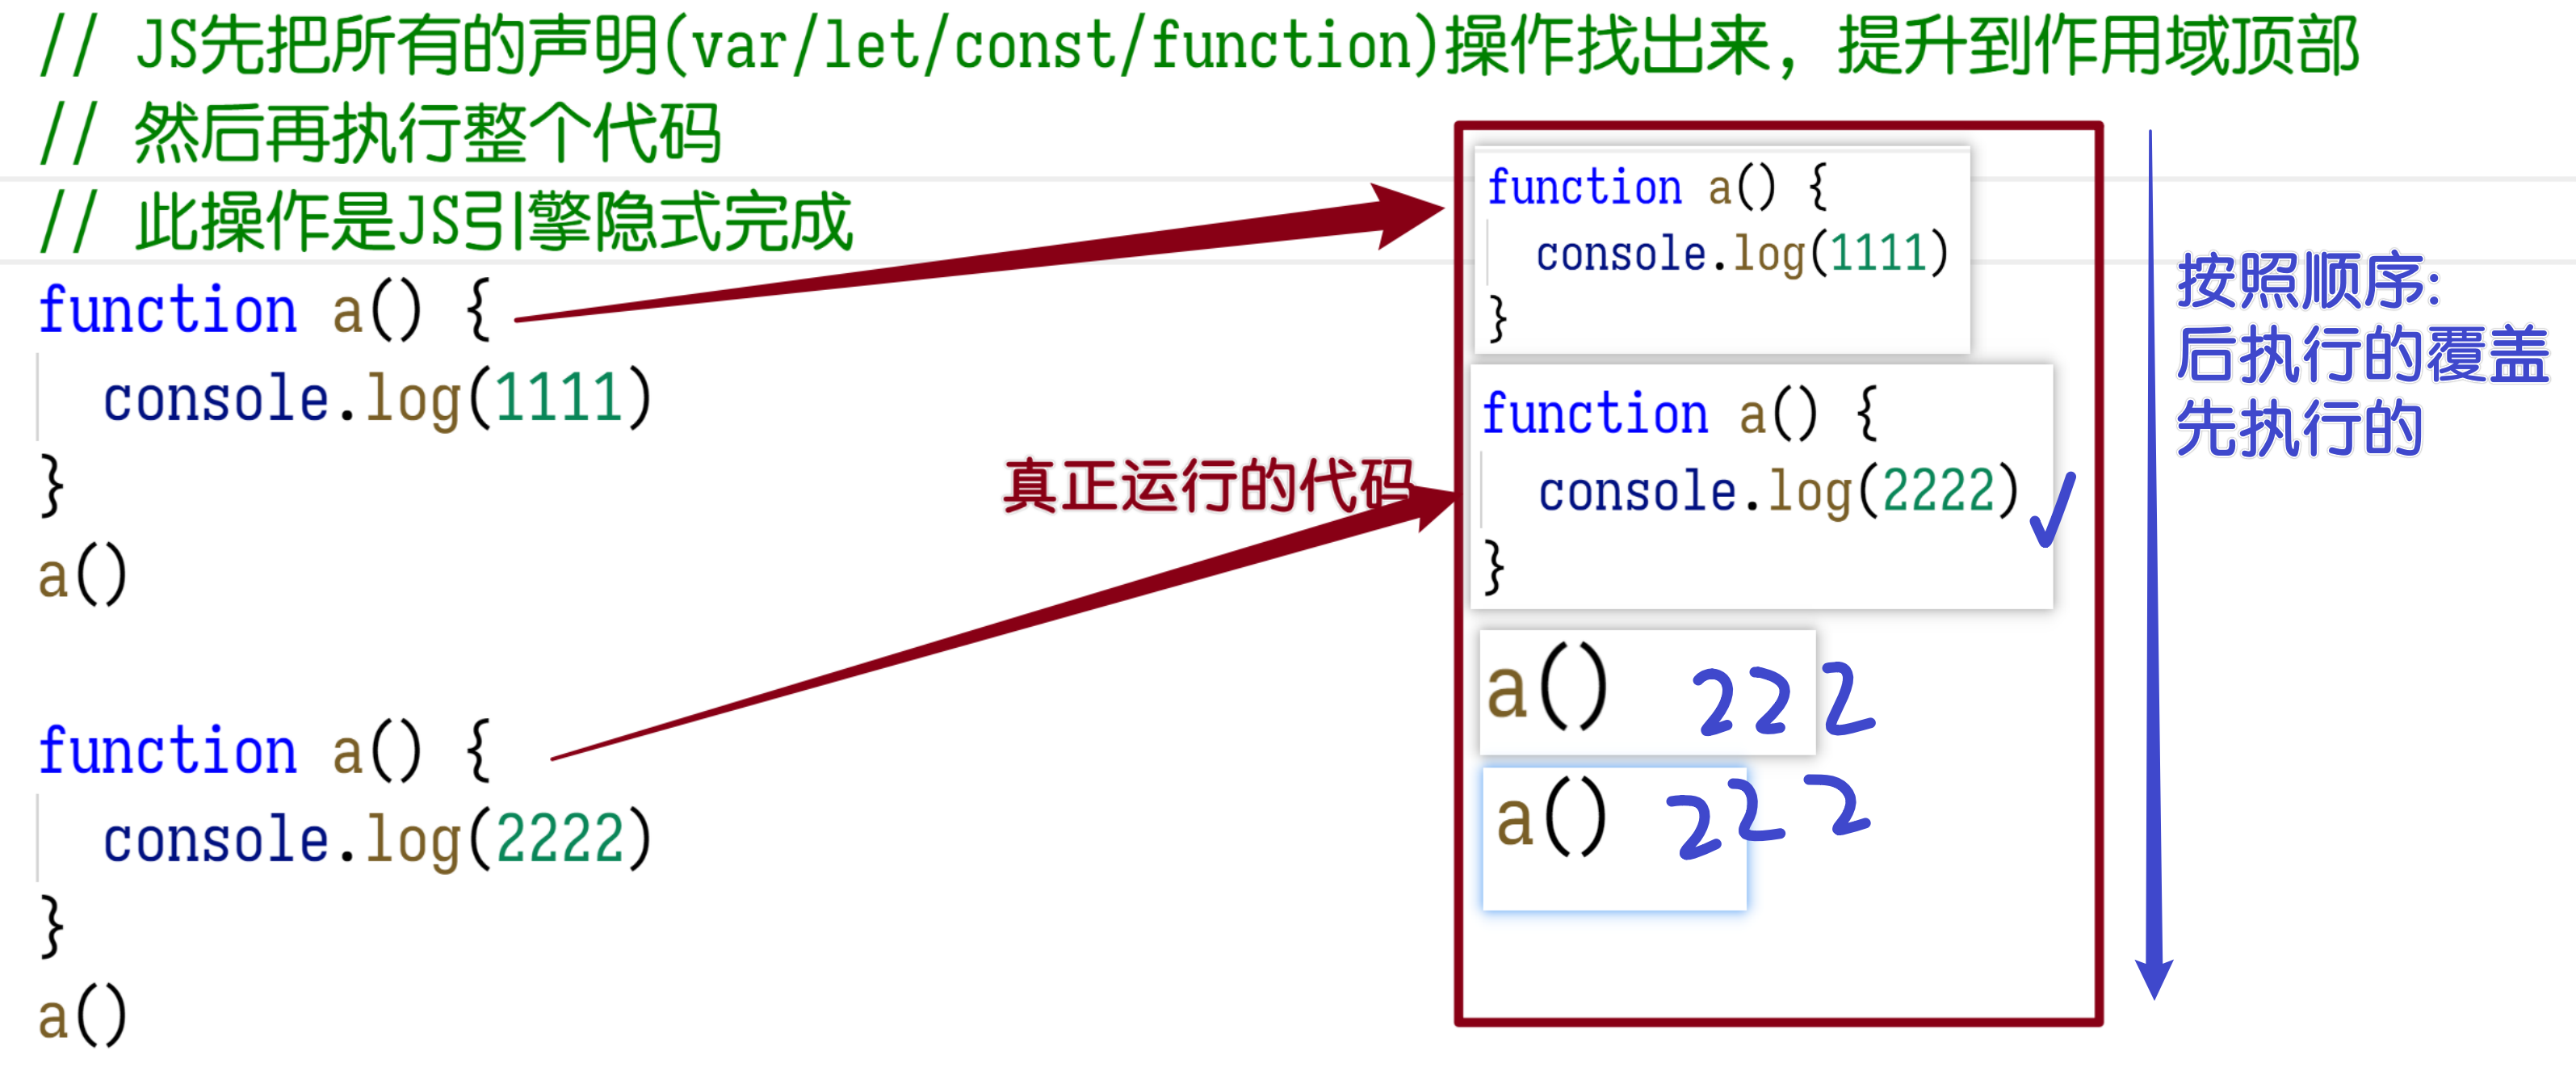 // JS先把所有的声明(var/let/const/function)操作找出来，提升到作用域顶部
// 然后再执行整个代码
// 此操作是JS引擎隐式完成
function a() {
console.log(1111)
}
a()
function a() {
console.log(2222)
}
a()
真正运行的代码
function a() {
console.log(1111)
}
function a() {
console.log(2222)
}
a() 222
a() 222
按照顺序:
后执行的覆盖
先执行的